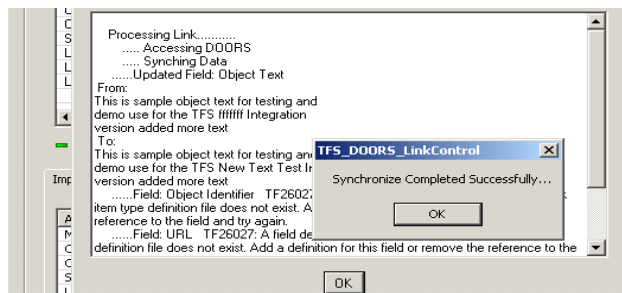 Processing Link...........
..... Accessing DOORS
..... Synching Data
......Updated Field: Object Text
From:
This is sample object text for testing and
demo use for the TFS fffffff Integration
version added more text
To:
This is sample object text for testing and
demo use for the TFS New Text Test
version added more text
......Field: Object Identifier TF26027
item type definition file does not exist. A
reference to the field and try again.
......Field: URL TF26027: A field
definition file does not exist. Add a definition for this field or remove the reference to the
TFS_DOORS_LinkControl
Synchronize Completed Successfully...
OK
OK
Imp